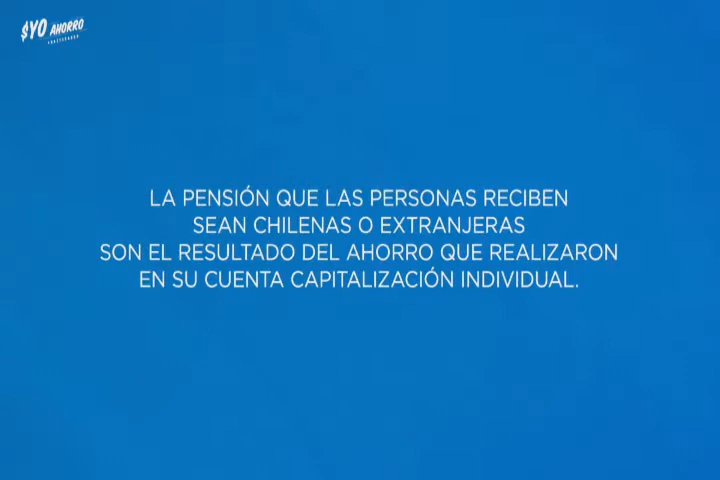 $YO AHORRO
LA PENSIÓN QUE LAS PERSONAS RECIBEN
SEAN CHILENAS O EXTRANJERAS
SON EL RESULTADO DEL AHORRO QUE REALIZARON
EN SU CUENTA CAPITALIZACIÓN INDIVIDUAL.